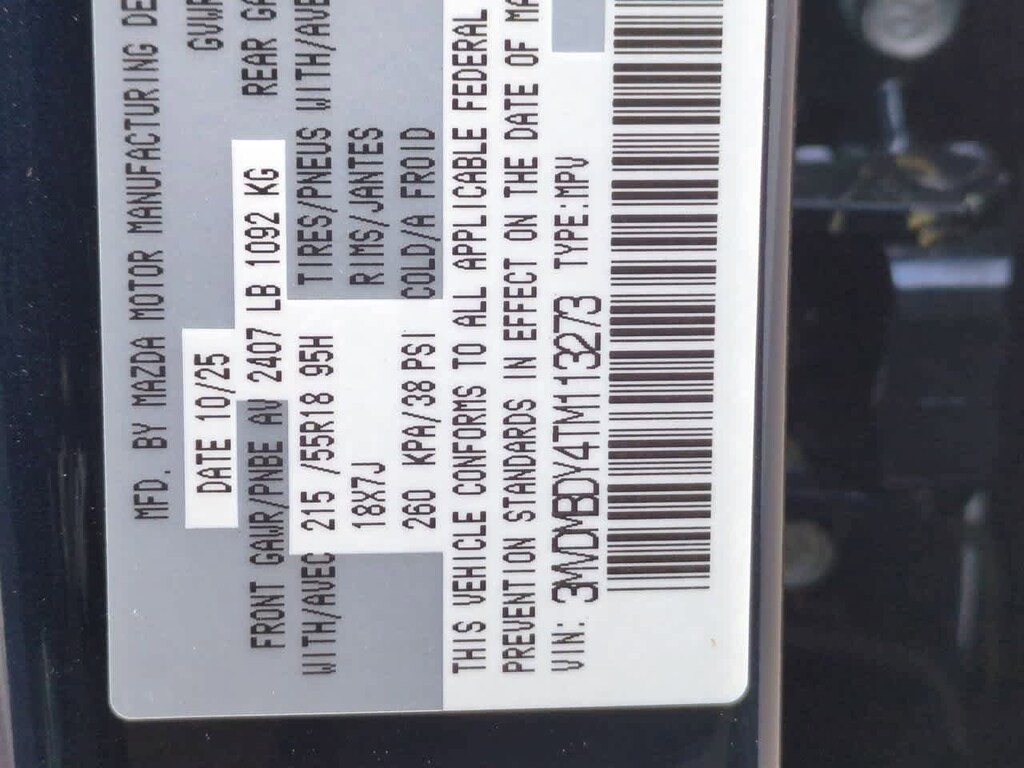 MFD. BY MAZDA MOTOR MANUFACTURING DE
DATE 10/25 GVWR
FRONT GAWR/PNBE AV 2407 LB 1092 KG REAR GA
WITH/AVEC 215 /55R18 95H TIRES/PNEUS WITH/AVE
18X7J RIMS/JANTES
260 KPA/38 PSI COLD/A FROID
THIS VEHICLE CONFORMS TO ALL APPLICABLE FEDERAL
PREVENTION STANDARDS IN EFFECT ON THE DATE OF MA
VIN: 3MVDMBDY4TM113273 TYPE:MPV